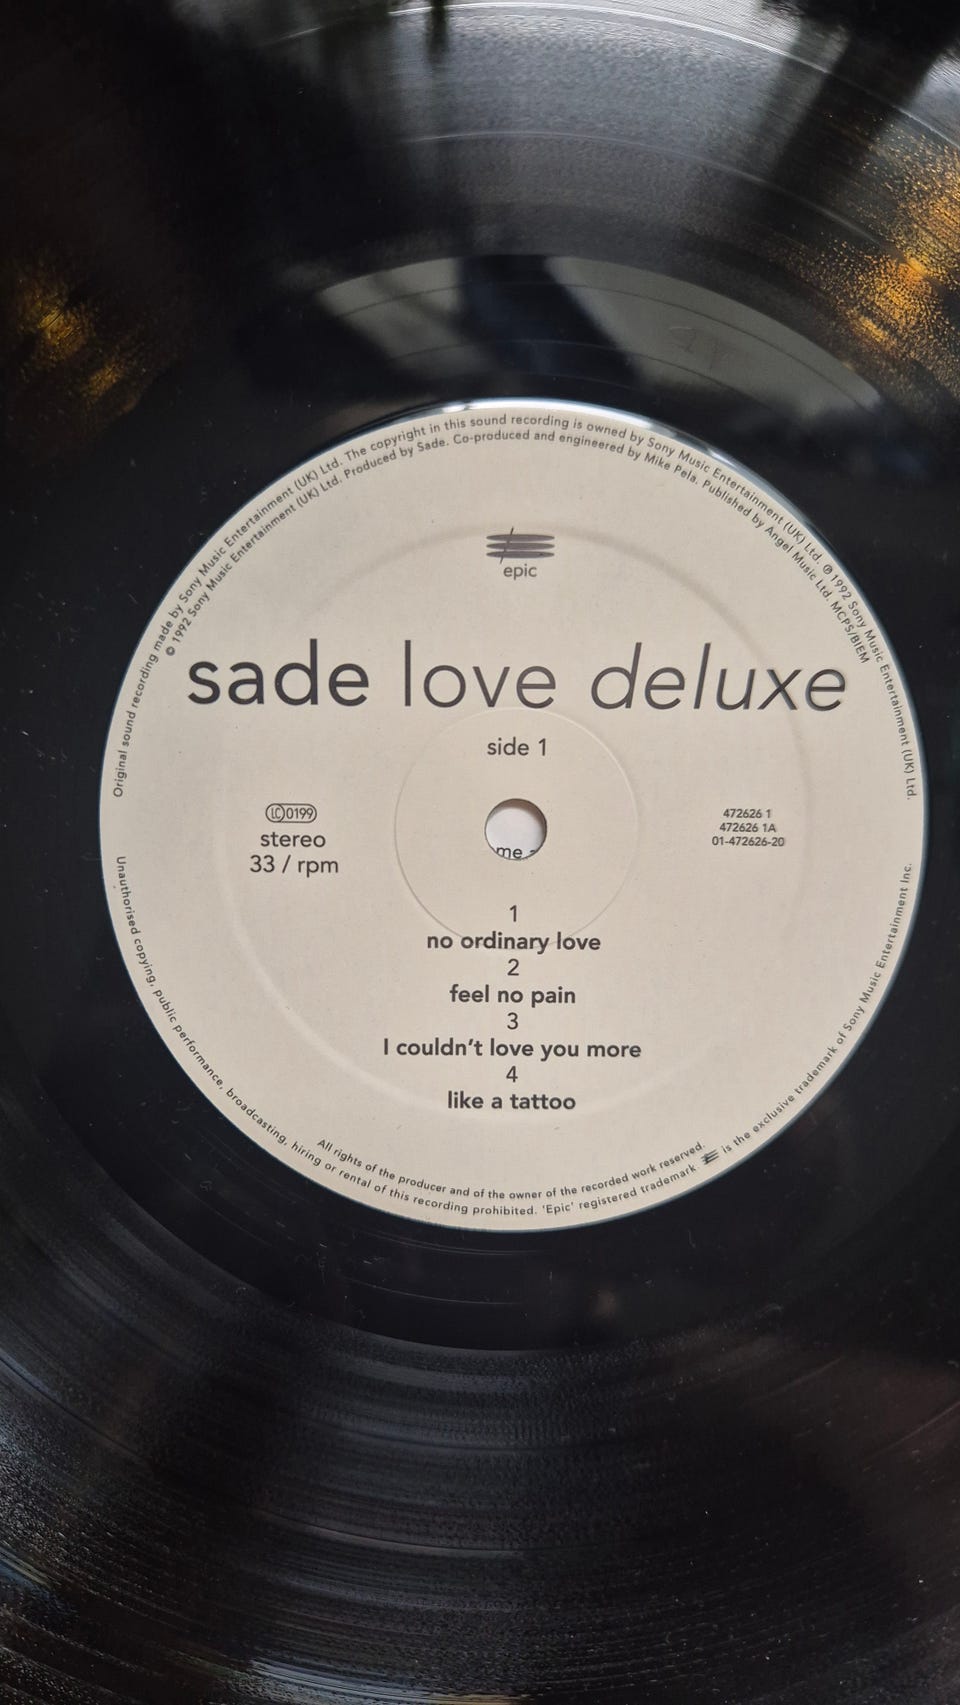 Original sound recording made by Sony Music Entertainment (UK) Ltd. The copyright in this sound recording is owned by Sony Music Entertainment (UK) Ltd. ℗ 1992 Sony Music Entertainment (UK) Ltd.
© 1992 Sony Music Entertainment (UK) Ltd. Produced by Sade. Co-produced and engineered by Mike Pela. Published by Angel Music Ltd. MCPS/BIEM
epic
sade love deluxe
side 1
LC 0199
stereo
33 / rpm
472626 1
472626 1A
01-472626-20
me
1
no ordinary love
2
feel no pain
3
I couldn't love you more
4
like a tattoo
All rights of the producer and of the owner of the recorded work reserved.
Unauthorised copying, public performance, broadcasting, hiring or rental of this recording prohibited. 'Epic' registered trademark is the exclusive trademark of Sony Music Entertainment Inc.